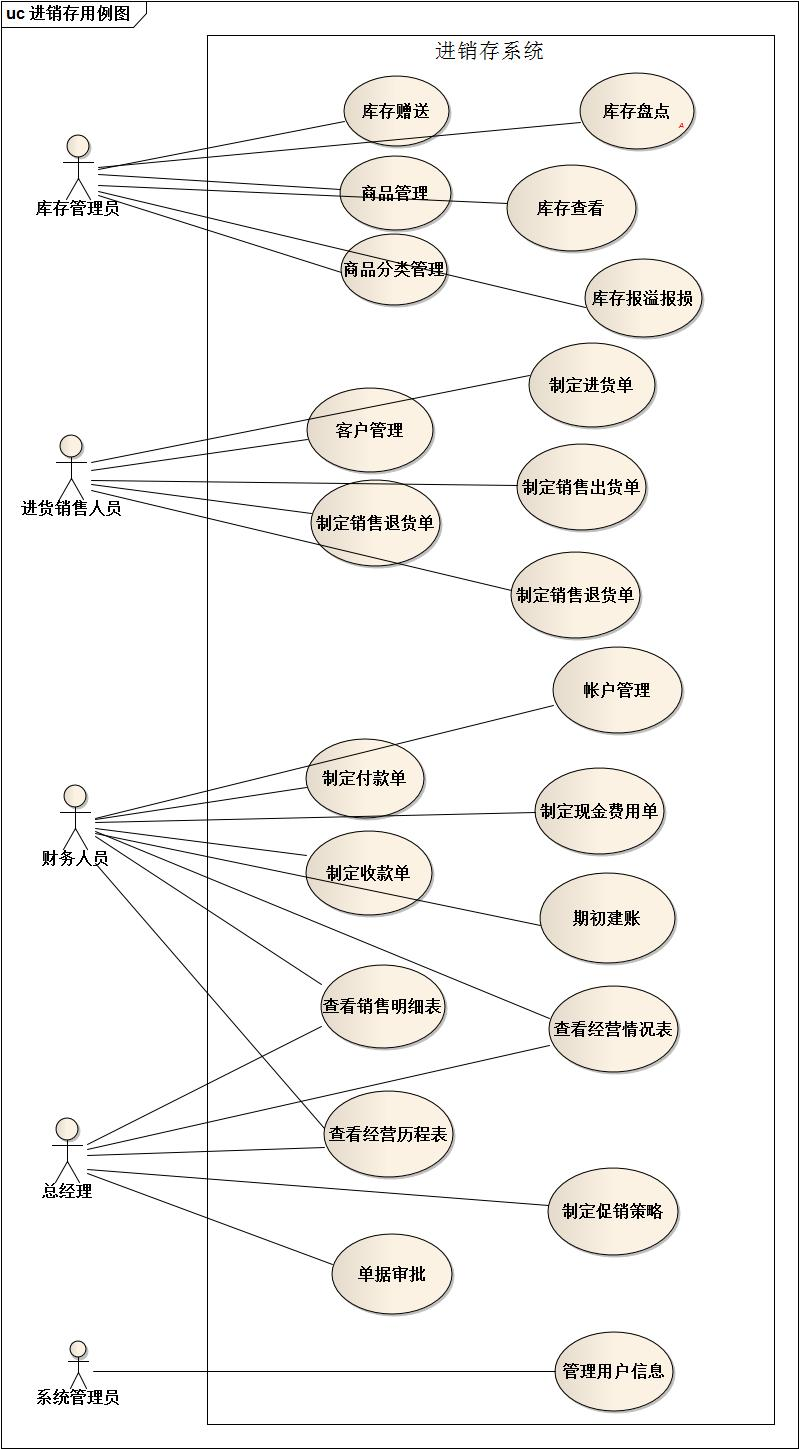 uc 进销存用例图
进销存系统
库存赠送
库存盘点
A
库存管理员
商品管理
库存查看
商品分类管理
库存报溢报损
制定进货单
客户管理
进货销售人员
制定销售出货单
制定销售退货单
制定销售退货单
帐户管理
制定付款单
制定现金费用单
财务人员
制定收款单
期初建账
查看销售明细表
查看经营情况表
查看经营历程表
总经理
制定促销策略
单据审批
管理用户信息
系统管理员